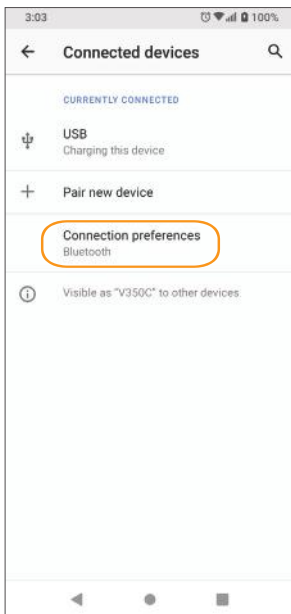 3:03
100%
Connected devices
CURRENTLY CONNECTED
USB
Charging this device
Pair new device
Connection preferences
Bluetooth
Visible as "V350C" to other devices